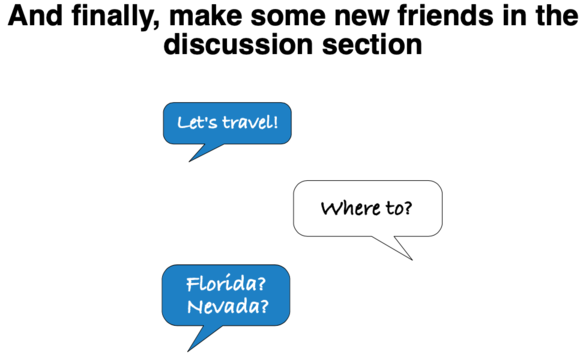 And finally, make some new friends in the
discussion section
Let's travel!
Where to?
Florida?
Nevada?